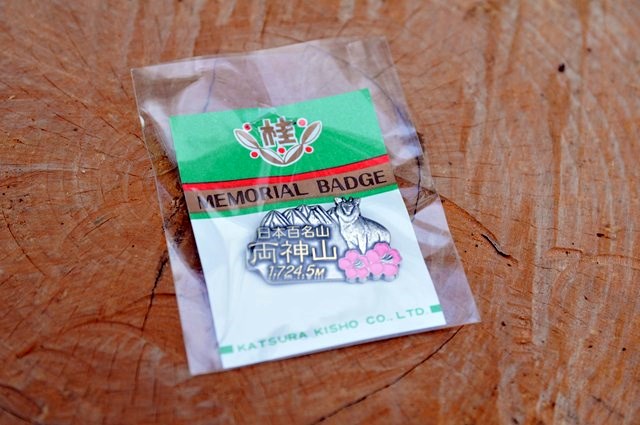 桂
MEMORIAL BADGE
日本百名山
両神山
1,724.5M
KATSURA KISHO CO., LTD.